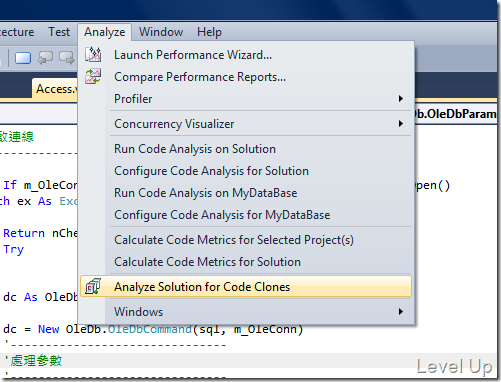 ecture Test Analyze Window Help
Launch Performance Wizard...
Access.v Compare Performance Reports...
Profiler
Concurrency Visualizer b.OleDbParam
啟連線
Run Code Analysis on Solution
Configure Code Analysis for Solution
If m_OleConn pen()
th ex As Exc Run Code Analysis on MyDataBase
Configure Code Analysis for MyDataBase
Return nChe Calculate Code Metrics for Selected Project(s)
Try
Calculate Code Metrics for Solution
Analyze Solution for Code Clones
dc As OleDb
Windows
dc = New OleDb.OleDbCommand(sql, m_OleConn)
'--------------------------------
'處理參數
'--------------------------------
Level Up